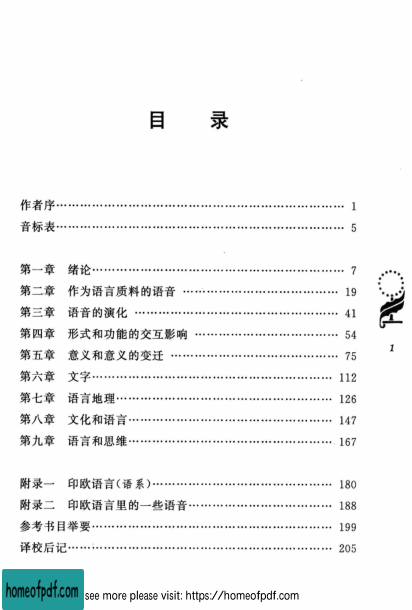 目 录
作者序…………………………………………………………… 1
音标表…………………………………………………………… 5
第一章 绪论……………………………………………………… 7
第二章 作为语言质料的语音 ………………………………… 19
第三章 语音的演化……………………………………………… 41
第四章 形式和功能的交互影响 ……………………………… 54
第五章 意义和意义的变迁 …………………………………… 75
第六章 文字……………………………………………………… 112
第七章 语言地理………………………………………………… 126
第八章 文化和语言……………………………………………… 147
第九章 语言和思维……………………………………………… 167
附录一 印欧语言(语系)………………………………………… 180
附录二 印欧语言里的一些语音………………………………… 188
参考书目举要…………………………………………………… 199
译校后记………………………………………………………… 205
1
homeofpdf.com see more please visit: https://homeofpdf.com